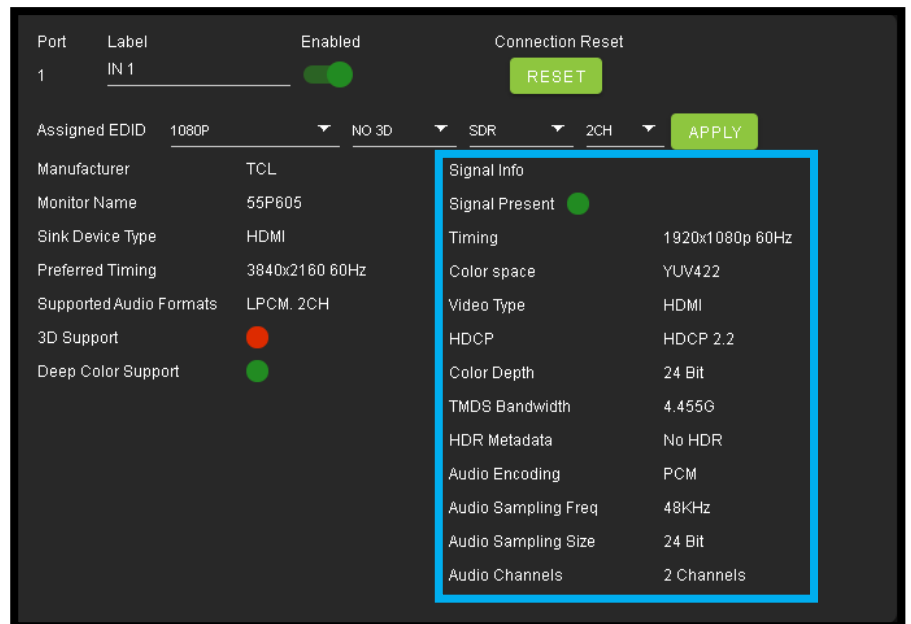 Port Label Enabled Connection Reset
1 IN 1 RESET
Assigned EDID 1080P NO 3D SDR 2CH APPLY
Manufacturer TCL
Monitor Name 55P605
Sink Device Type HDMI
Preferred Timing 3840x2160 60Hz
Supported Audio Formats LPCM. 2CH
3D Support
Deep Color Support
Signal Info
Signal Present
Timing 1920x1080p 60Hz
Color space YUV422
Video Type HDMI
HDCP HDCP 2.2
Color Depth 24 Bit
TMDS Bandwidth 4.455G
HDR Metadata No HDR
Audio Encoding PCM
Audio Sampling Freq 48KHz
Audio Sampling Size 24 Bit
Audio Channels 2 Channels